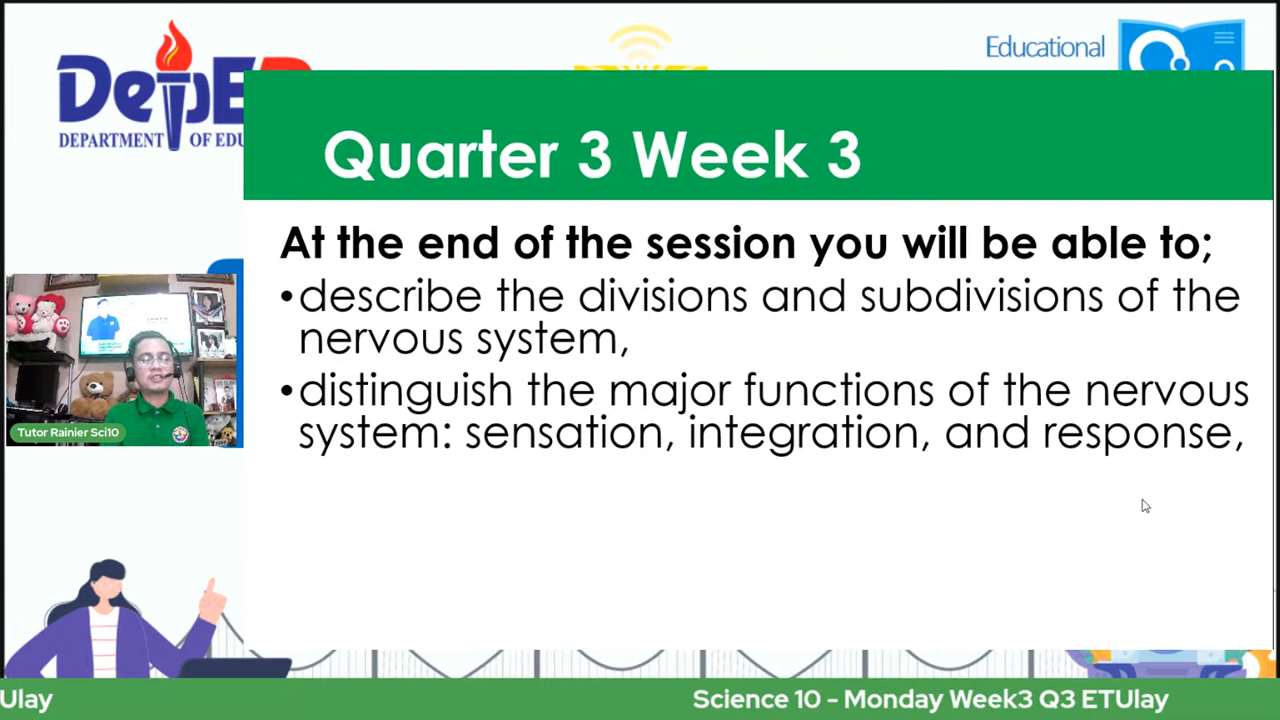 DepE
DEPARTMENT OF EDU
Educational
Quarter 3 Week 3
At the end of the session you will be able to;
•describe the divisions and subdivisions of the
nervous system,
•distinguish the major functions of the nervous
system: sensation, integration, and response,
Tutor Rainier Sci10
Ulay
Science 10 - Monday Week3 Q3 ETUlay